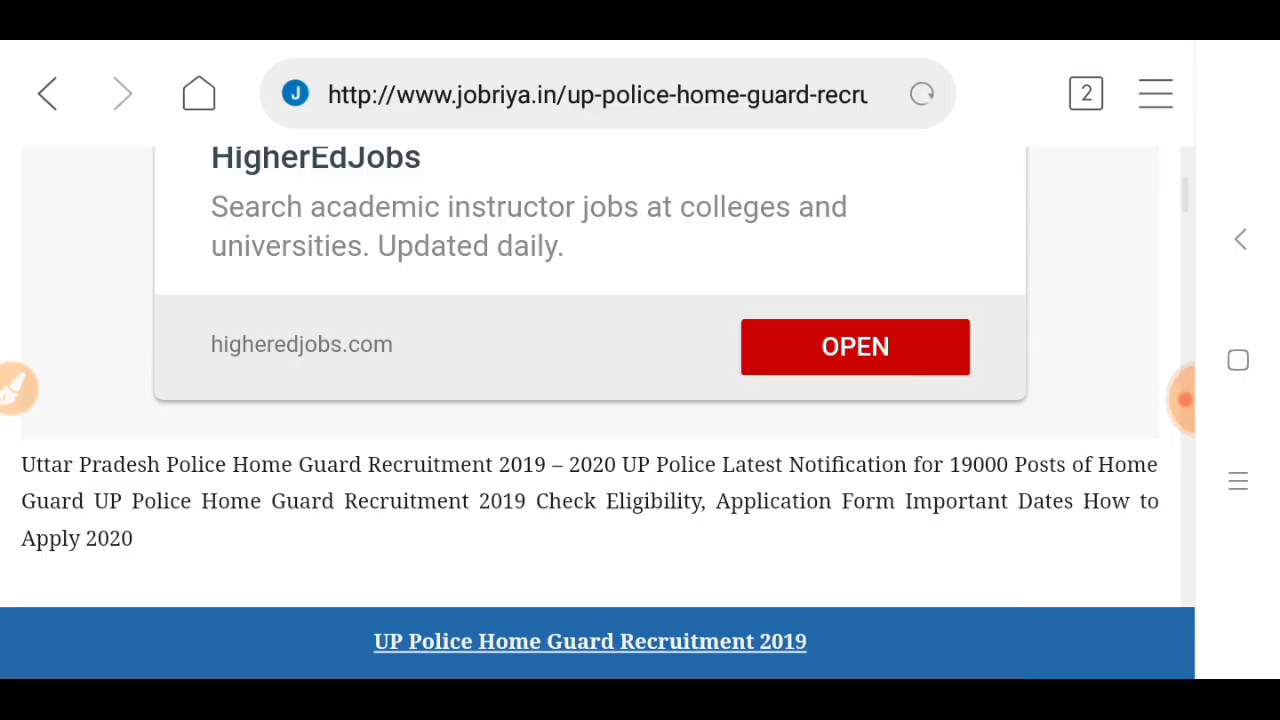 J
http://www.jobriya.in/up-police-home-guard-recru
2
HigherEdJobs
Search academic instructor jobs at colleges and
universities. Updated daily.
higheredjobs.com
OPEN
Uttar Pradesh Police Home Guard Recruitment 2019 – 2020 UP Police Latest Notification for 19000 Posts of Home
Guard UP Police Home Guard Recruitment 2019 Check Eligibility, Application Form Important Dates How to
Apply 2020
UP Police Home Guard Recruitment 2019